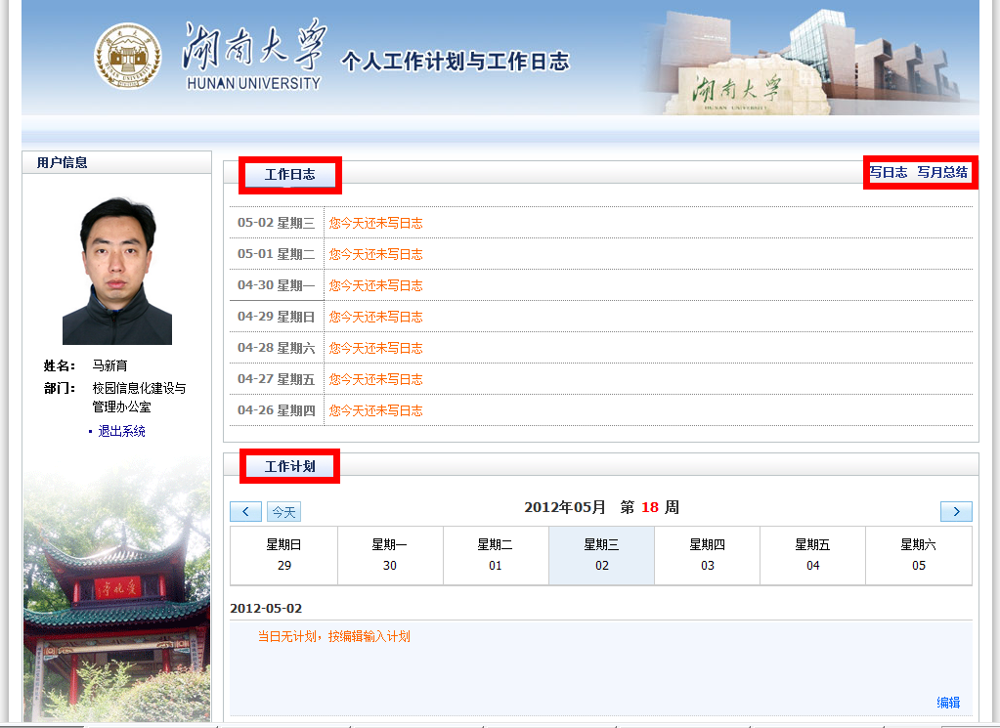 湖南大学
HUNAN UNIVERSITY
个人工作计划与工作日志
湖南大学
HUNAN UNIVERSITY
用户信息
姓名： 马新育
部门： 校园信息化建设与
管理办公室
退出系统
工作日志
写日志 写月总结
05-02 星期三 您今天还未写日志
05-01 星期二 您今天还未写日志
04-30 星期一 您今天还未写日志
04-29 星期日 您今天还未写日志
04-28 星期六 您今天还未写日志
04-27 星期五 您今天还未写日志
04-26 星期四 您今天还未写日志
工作计划
< 今天 2012年05月 第 18 周 >
星期日 星期一 星期二 星期三 星期四 星期五 星期六
29 30 01 02 03 04 05
2012-05-02
当日无计划，按编辑输入计划
编辑
爱晚亭